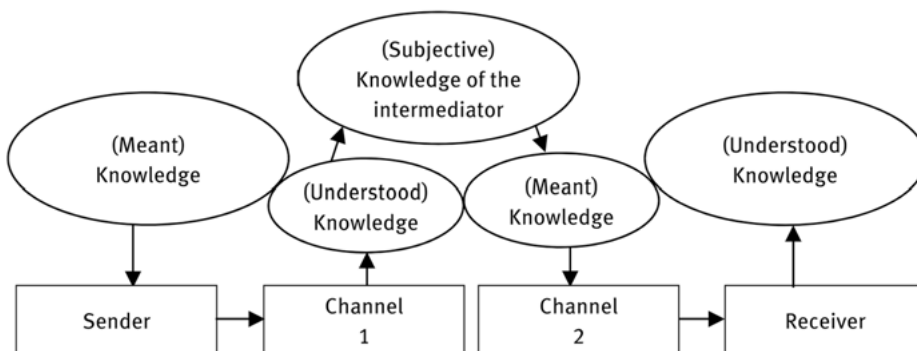 (Subjective)
Knowledge of the
intermediator
(Meant)
Knowledge
(Understood)
Knowledge
(Meant)
Knowledge
(Understood)
Knowledge
Sender
Channel
1
Channel
2
Receiver